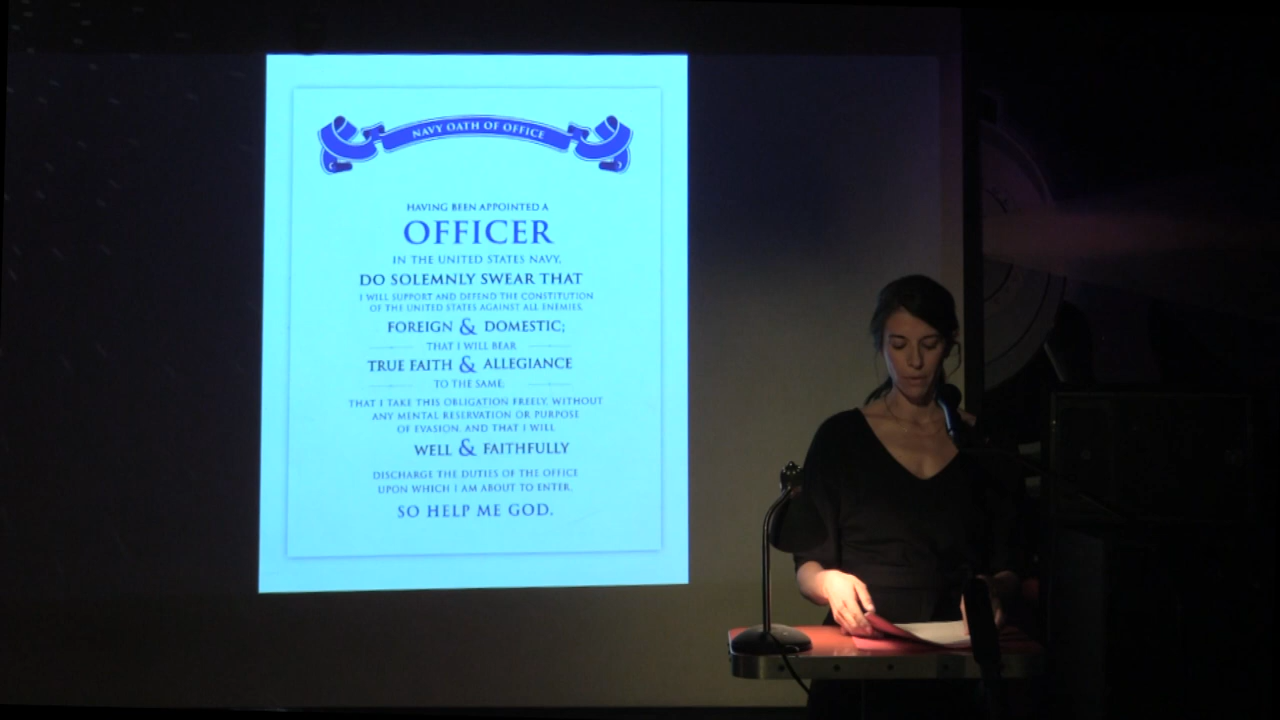 NAVY OATH OF OFFICE
HAVING BEEN APPOINTED A
OFFICER
IN THE UNITED STATES NAVY,
DO SOLEMNLY SWEAR THAT
I WILL SUPPORT AND DEFEND THE CONSTITUTION
OF THE UNITED STATES AGAINST ALL ENEMIES,
FOREIGN & DOMESTIC;
THAT I WILL BEAR
TRUE FAITH & ALLEGIANCE
TO THE SAME;
THAT I TAKE THIS OBLIGATION FREELY, WITHOUT
ANY MENTAL RESERVATION OR PURPOSE
OF EVASION, AND THAT I WILL
WELL & FAITHFULLY
DISCHARGE THE DUTIES OF THE OFFICE
UPON WHICH I AM ABOUT TO ENTER.
SO HELP ME GOD.